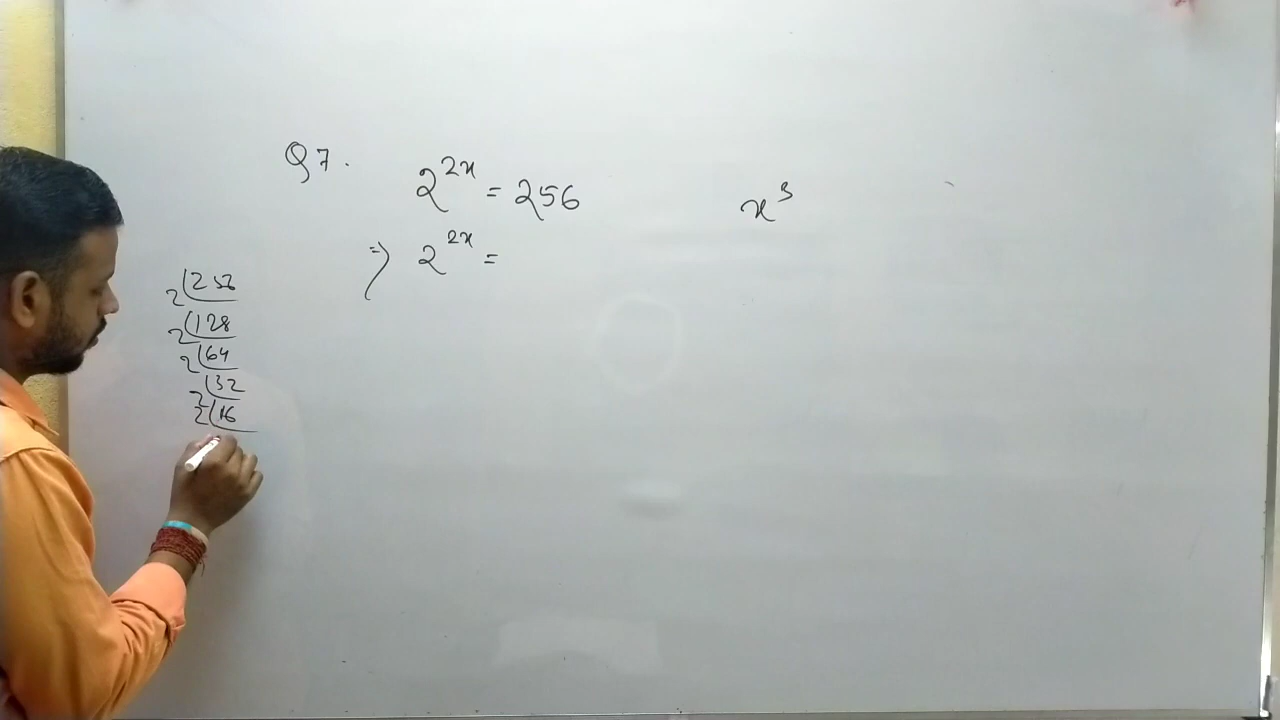 Q7. 2^{2x} = 256 x^3
⇒ 2^{2x} =
2 | 256
2 | 128
2 | 64
2 | 32
2 | 16